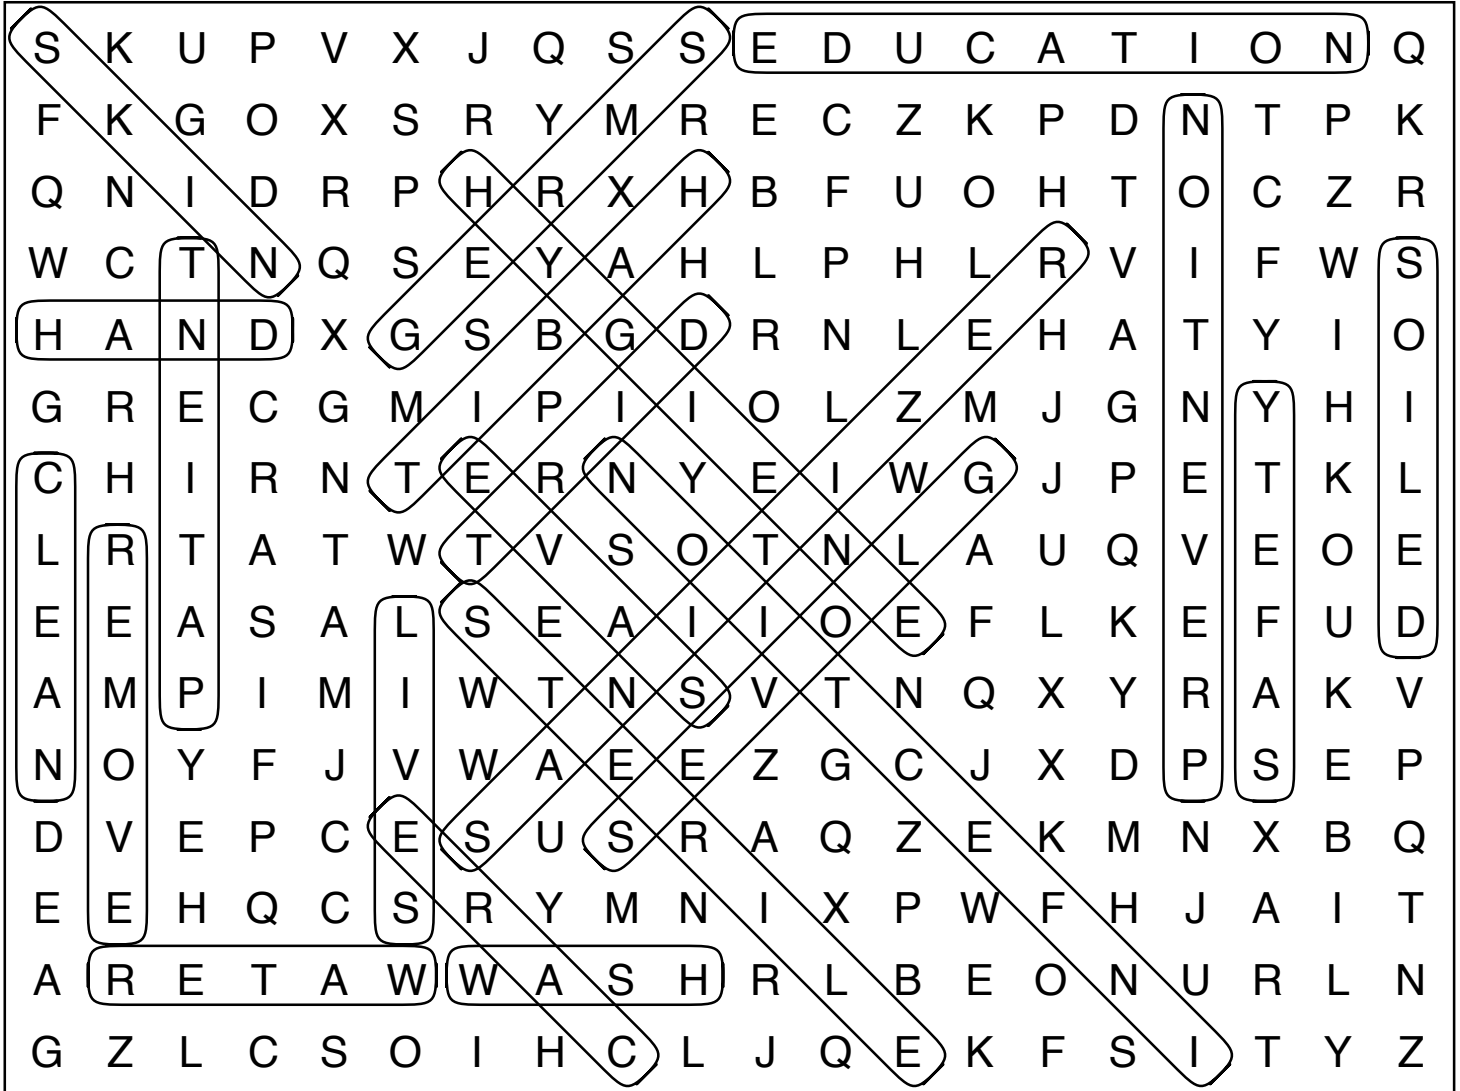 S K U P V X J Q S S E D U C A T I O N Q
F K G O X S R Y M R E C Z K P D N T P K
Q N I D R P H R X H B F U O H T O C Z R
W C T N Q S E Y A H L P H L R V I F W S
H A N D X G S B G D R N L E H A T Y I O
G R E C G M I P I I O L Z M J G N Y H I
C H I R N T E R N Y E I W G J P E T K L
L R T A T W T V S O T N L A U Q V E O E
E E A S A L S E A I I O E F L K E F U D
A M P I M I W T N S V T N Q X Y R A K V
N O Y F J V W A E E Z G C J X D P S E P
D V E P C E S U S R A Q Z E K M N X B Q
E E H Q C S R Y M N I X P W F H J A I T
A R E T A W W A S H R L B E O N U R L N
G Z L C S O I H C L J Q E K F S I T Y Z